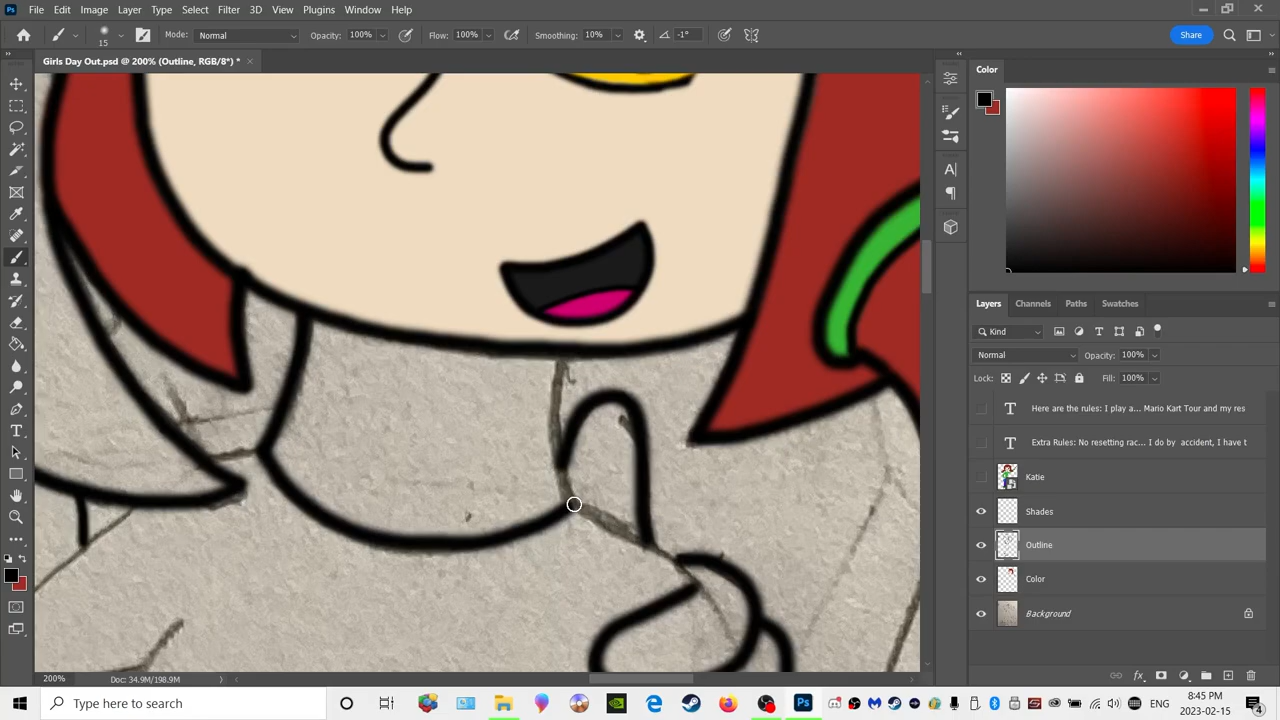 Ps File Edit Image Layer Type Select Filter 3D View Plugins Window Help
15 Mode: Normal Opacity: 100% Flow: 100% Smoothing: 10% -1° Share
Girls Day Out.psd @ 200% (Outline, RGB/8*) * ×
Color
Layers Channels Paths Swatches
Kind
Normal Opacity: 100%
Lock: Fill: 100%
T Here are the rules: I play a... Mario Kart Tour and my res
T Extra Rules: No resetting rac... I do by accident, I have t
Katie
Shades
Outline
Color
Background
200% Doc: 34.9M/198.9M
Type here to search
Ps
8:45 PM
2023-02-15
4